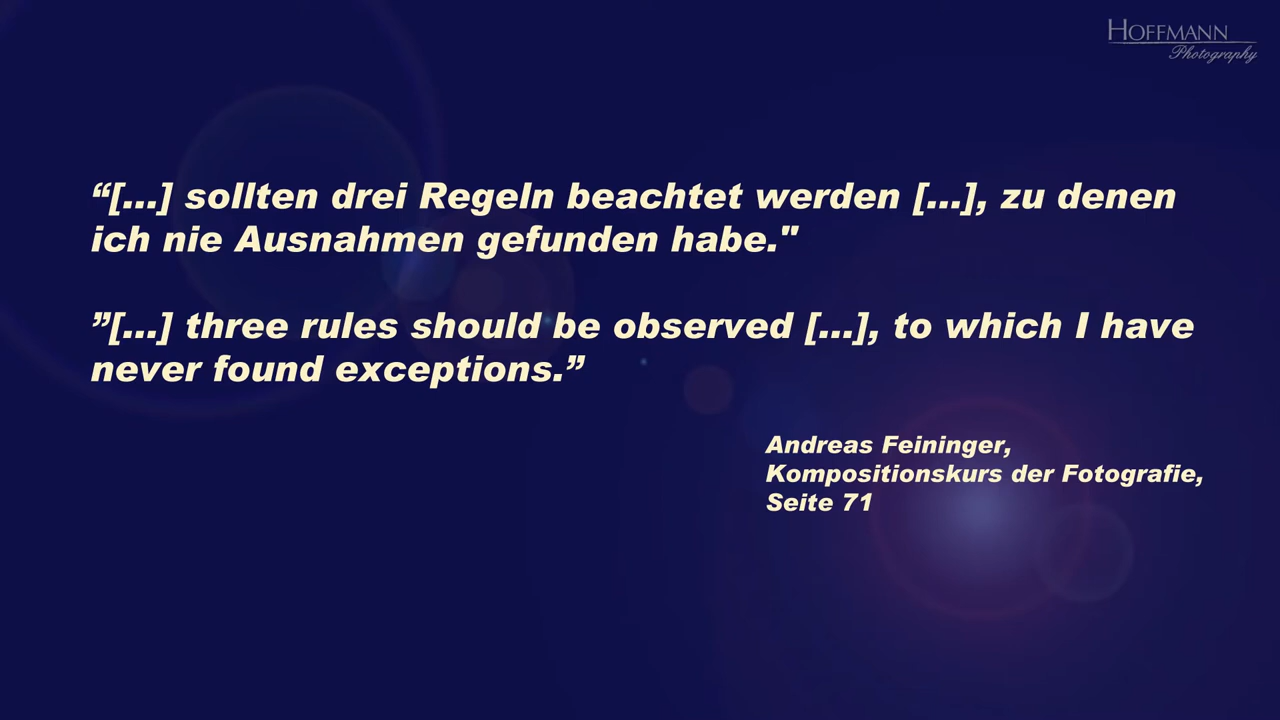 HOFFMANN
Photography
“[...] sollten drei Regeln beachtet werden [...], zu denen
ich nie Ausnahmen gefunden habe."
”[...] three rules should be observed [...], to which I have
never found exceptions.”
Andreas Feininger,
Kompositionskurs der Fotografie,
Seite 71